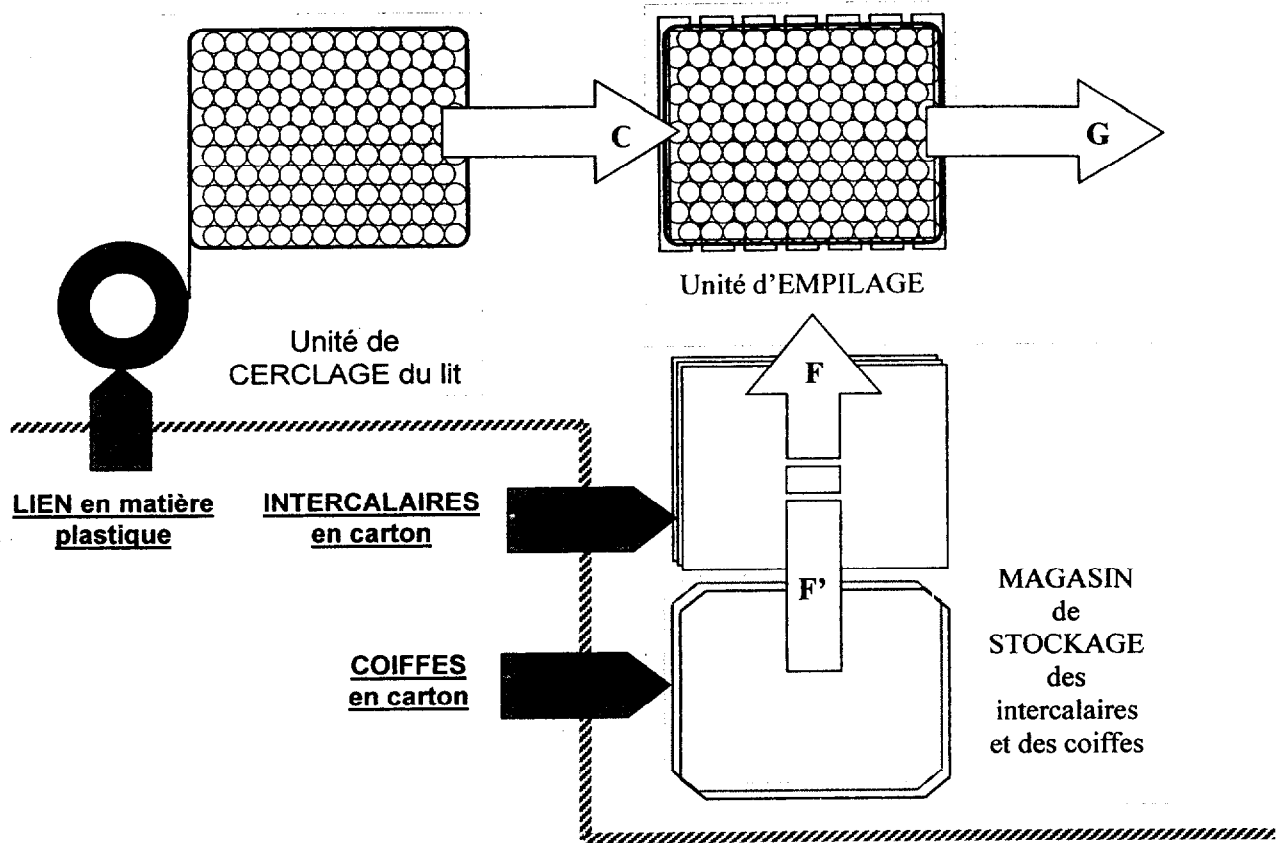 C
G
Unité d'EMPILAGE
Unité de
CERCLAGE du lit
F
LIEN en matière
plastique
INTERCALAIRES
en carton
F'
MAGASIN
de
STOCKAGE
des
intercalaires
et des coiffes
COIFFES
en carton